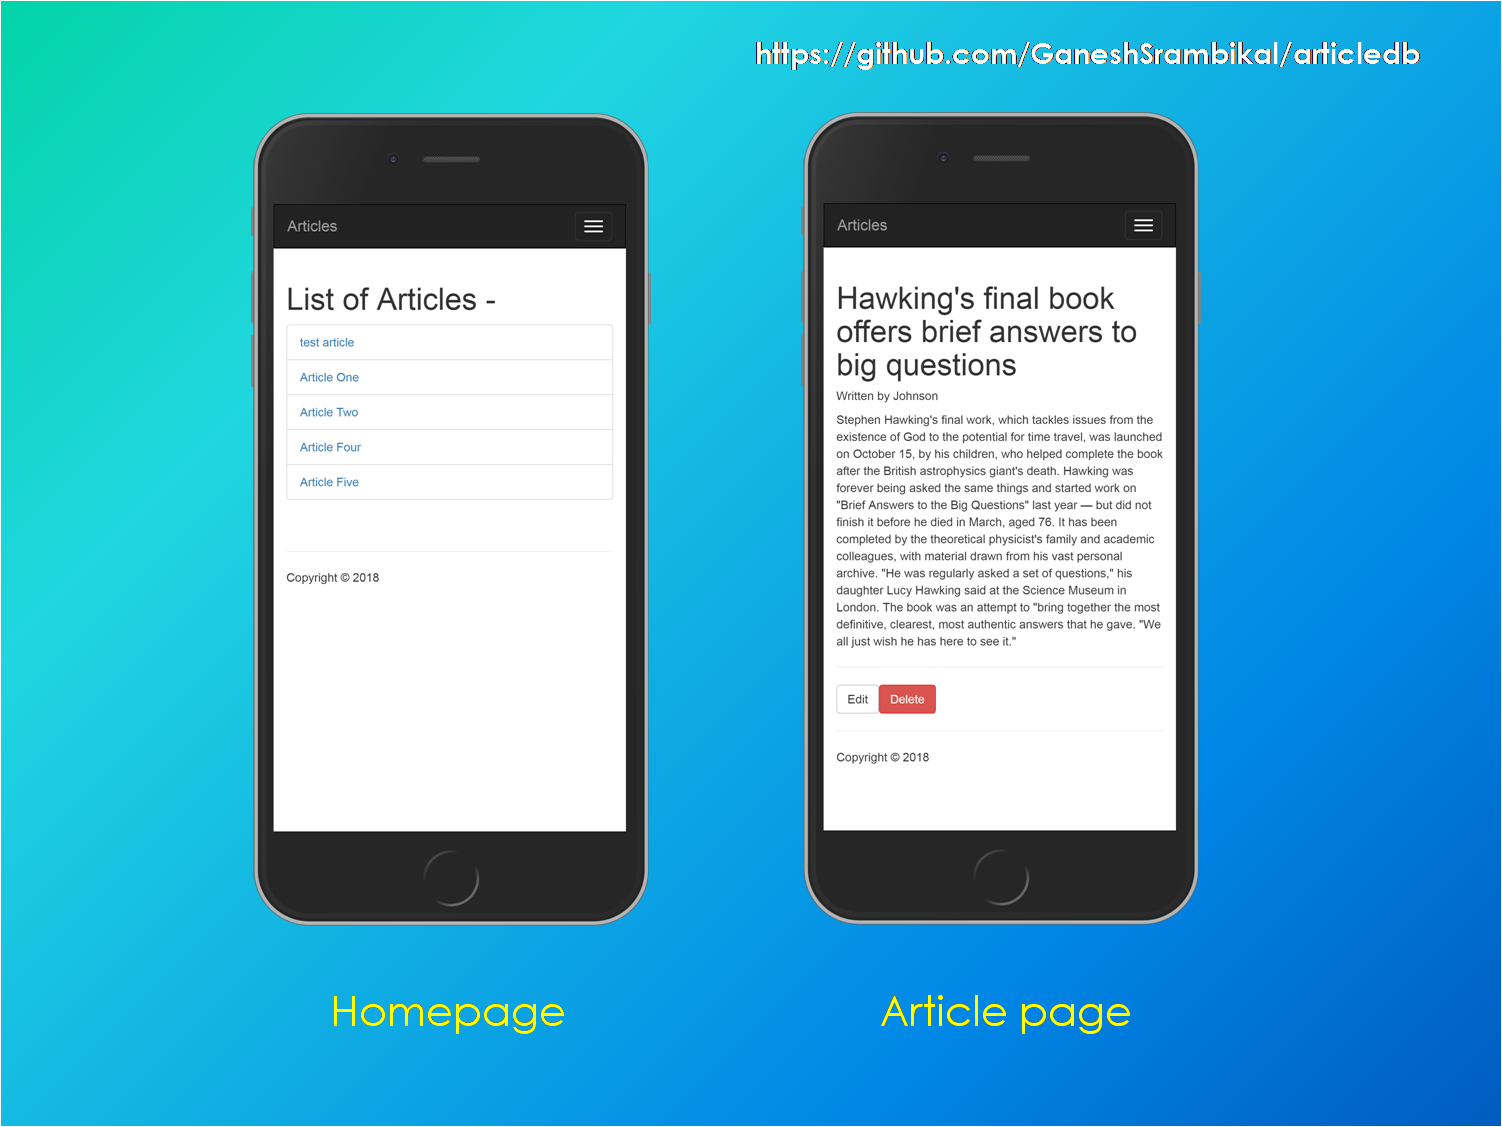 https://github.com/GaneshSrambikal/articledb
Articles
List of Articles -
test article
Article One
Article Two
Article Four
Article Five
Copyright © 2018
Homepage
Articles
Hawking's final book
offers brief answers to
big questions
Written by Johnson
Stephen Hawking's final work, which tackles issues from the
existence of God to the potential for time travel, was launched
on October 15, by his children, who helped complete the book
after the British astrophysics giant's death. Hawking was
forever being asked the same things and started work on
"Brief Answers to the Big Questions" last year — but did not
finish it before he died in March, aged 76. It has been
completed by the theoretical physicist's family and academic
colleagues, with material drawn from his vast personal
archive. "He was regularly asked a set of questions," his
daughter Lucy Hawking said at the Science Museum in
London. The book was an attempt to "bring together the most
definitive, clearest, most authentic answers that he gave. "We
all just wish he has here to see it."
Edit Delete
Copyright © 2018
Article page